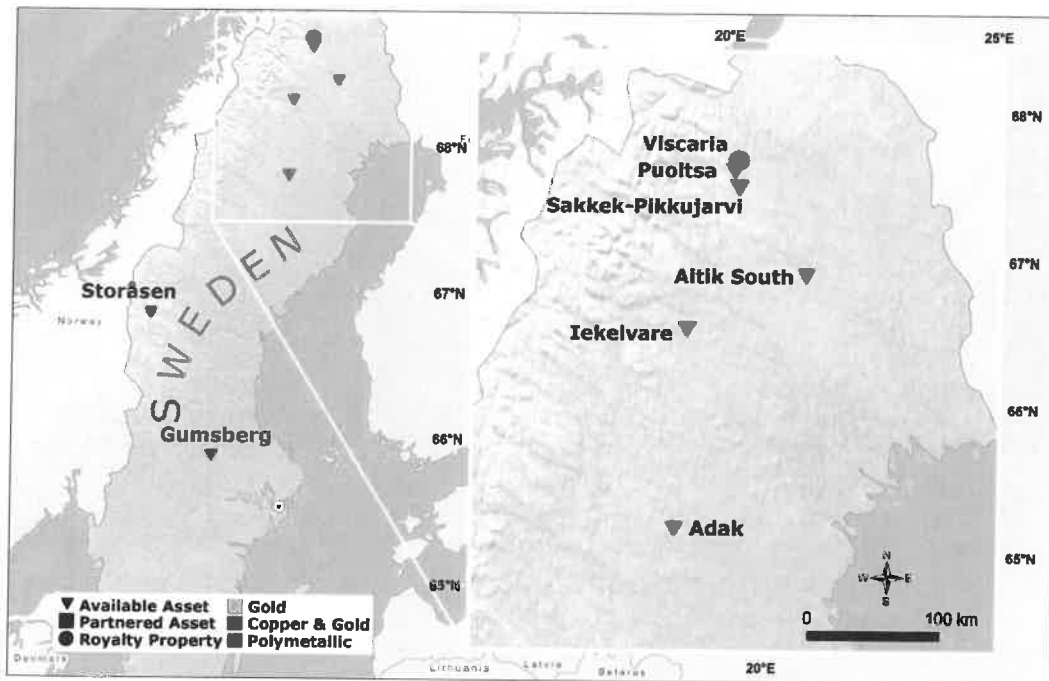 20°E
25°E
68°N
68°N
Viscaria
Puoltsa
Sakkek-Pikkujarvi
67°N
Aitik South
67°N
Storåsen
Norway
Iekelvare
SWEDEN
66°N
66°N
Gumsberg
Adak
65°N
65°N
N
W E
S
Available Asset
Partnered Asset
Royalty Property
Gold
Copper & Gold
Polymetallic
0 100 km
Denmark
Lithuania
Latvia
Belarus
20°E